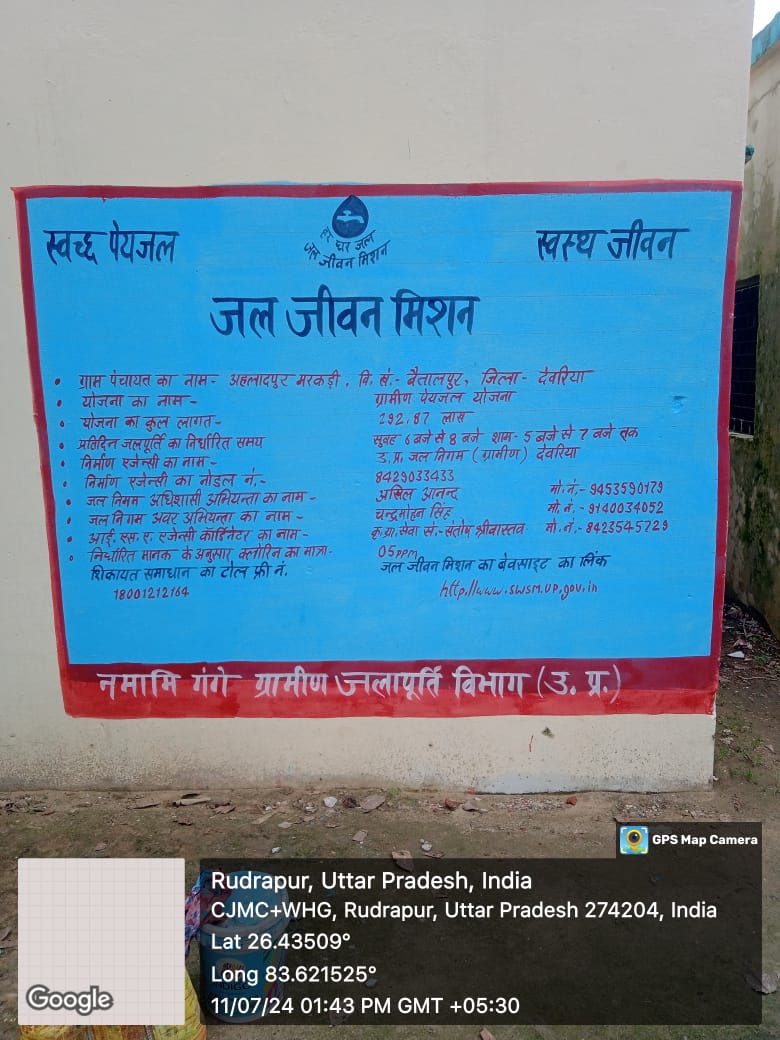 स्वच्छ पेयजल
हर घर जल
जल जीवन मिशन
स्वस्थ जीवन
जल जीवन मिशन
• ग्राम पंचायत का नाम- अहलादपुर मरकड़ी, वि. खं.- बैतालपुर, जिला- देवरिया
• योजना का नाम- ग्रामीण पेयजल योजना
• योजना का कुल लागत- 292.87 लाख
• प्रतिदिन जलपूर्ति का निर्धारित समय सुबह 6 बजे से 8 बजे शाम- 5 बजे से 7 बजे तक
• निर्माण एजेन्सी का नाम- उ.प्र. जल निगम (ग्रामीण) देवरिया
• निर्माण एजेन्सी का नोडल नं.- 8429033433
• जल निगम अधिशासी अभियन्ता का नाम- आनन्द मो.नं.- 9453590179
• जल निगम अवर अभियन्ता का नाम- चन्द्रमोहन सिंह मो.नं.- 9140034052
• आई. एस. ए. एजेन्सी कॉर्डिनेटर का नाम- कृ.ग्रा.सेवा सं.- संतोष श्रीवास्तव मो.नं.- 8423545729
• निर्धारित मानक के अनुसार क्लोरिन का मात्रा- 05ppm
शिकायत समाधान का टोल फ्री नं. जल जीवन मिशन का बेवसाइट का लिंक
18001212164 http://www.swsm.up.gov.in
नमामि गंगे ग्रामीण जलापूर्ति विभाग (उ. प्र.)
GPS Map Camera
Rudrapur, Uttar Pradesh, India
CJMC+WHG, Rudrapur, Uttar Pradesh 274204, India
Lat 26.43509°
Long 83.621525°
11/07/24 01:43 PM GMT +05:30
Google